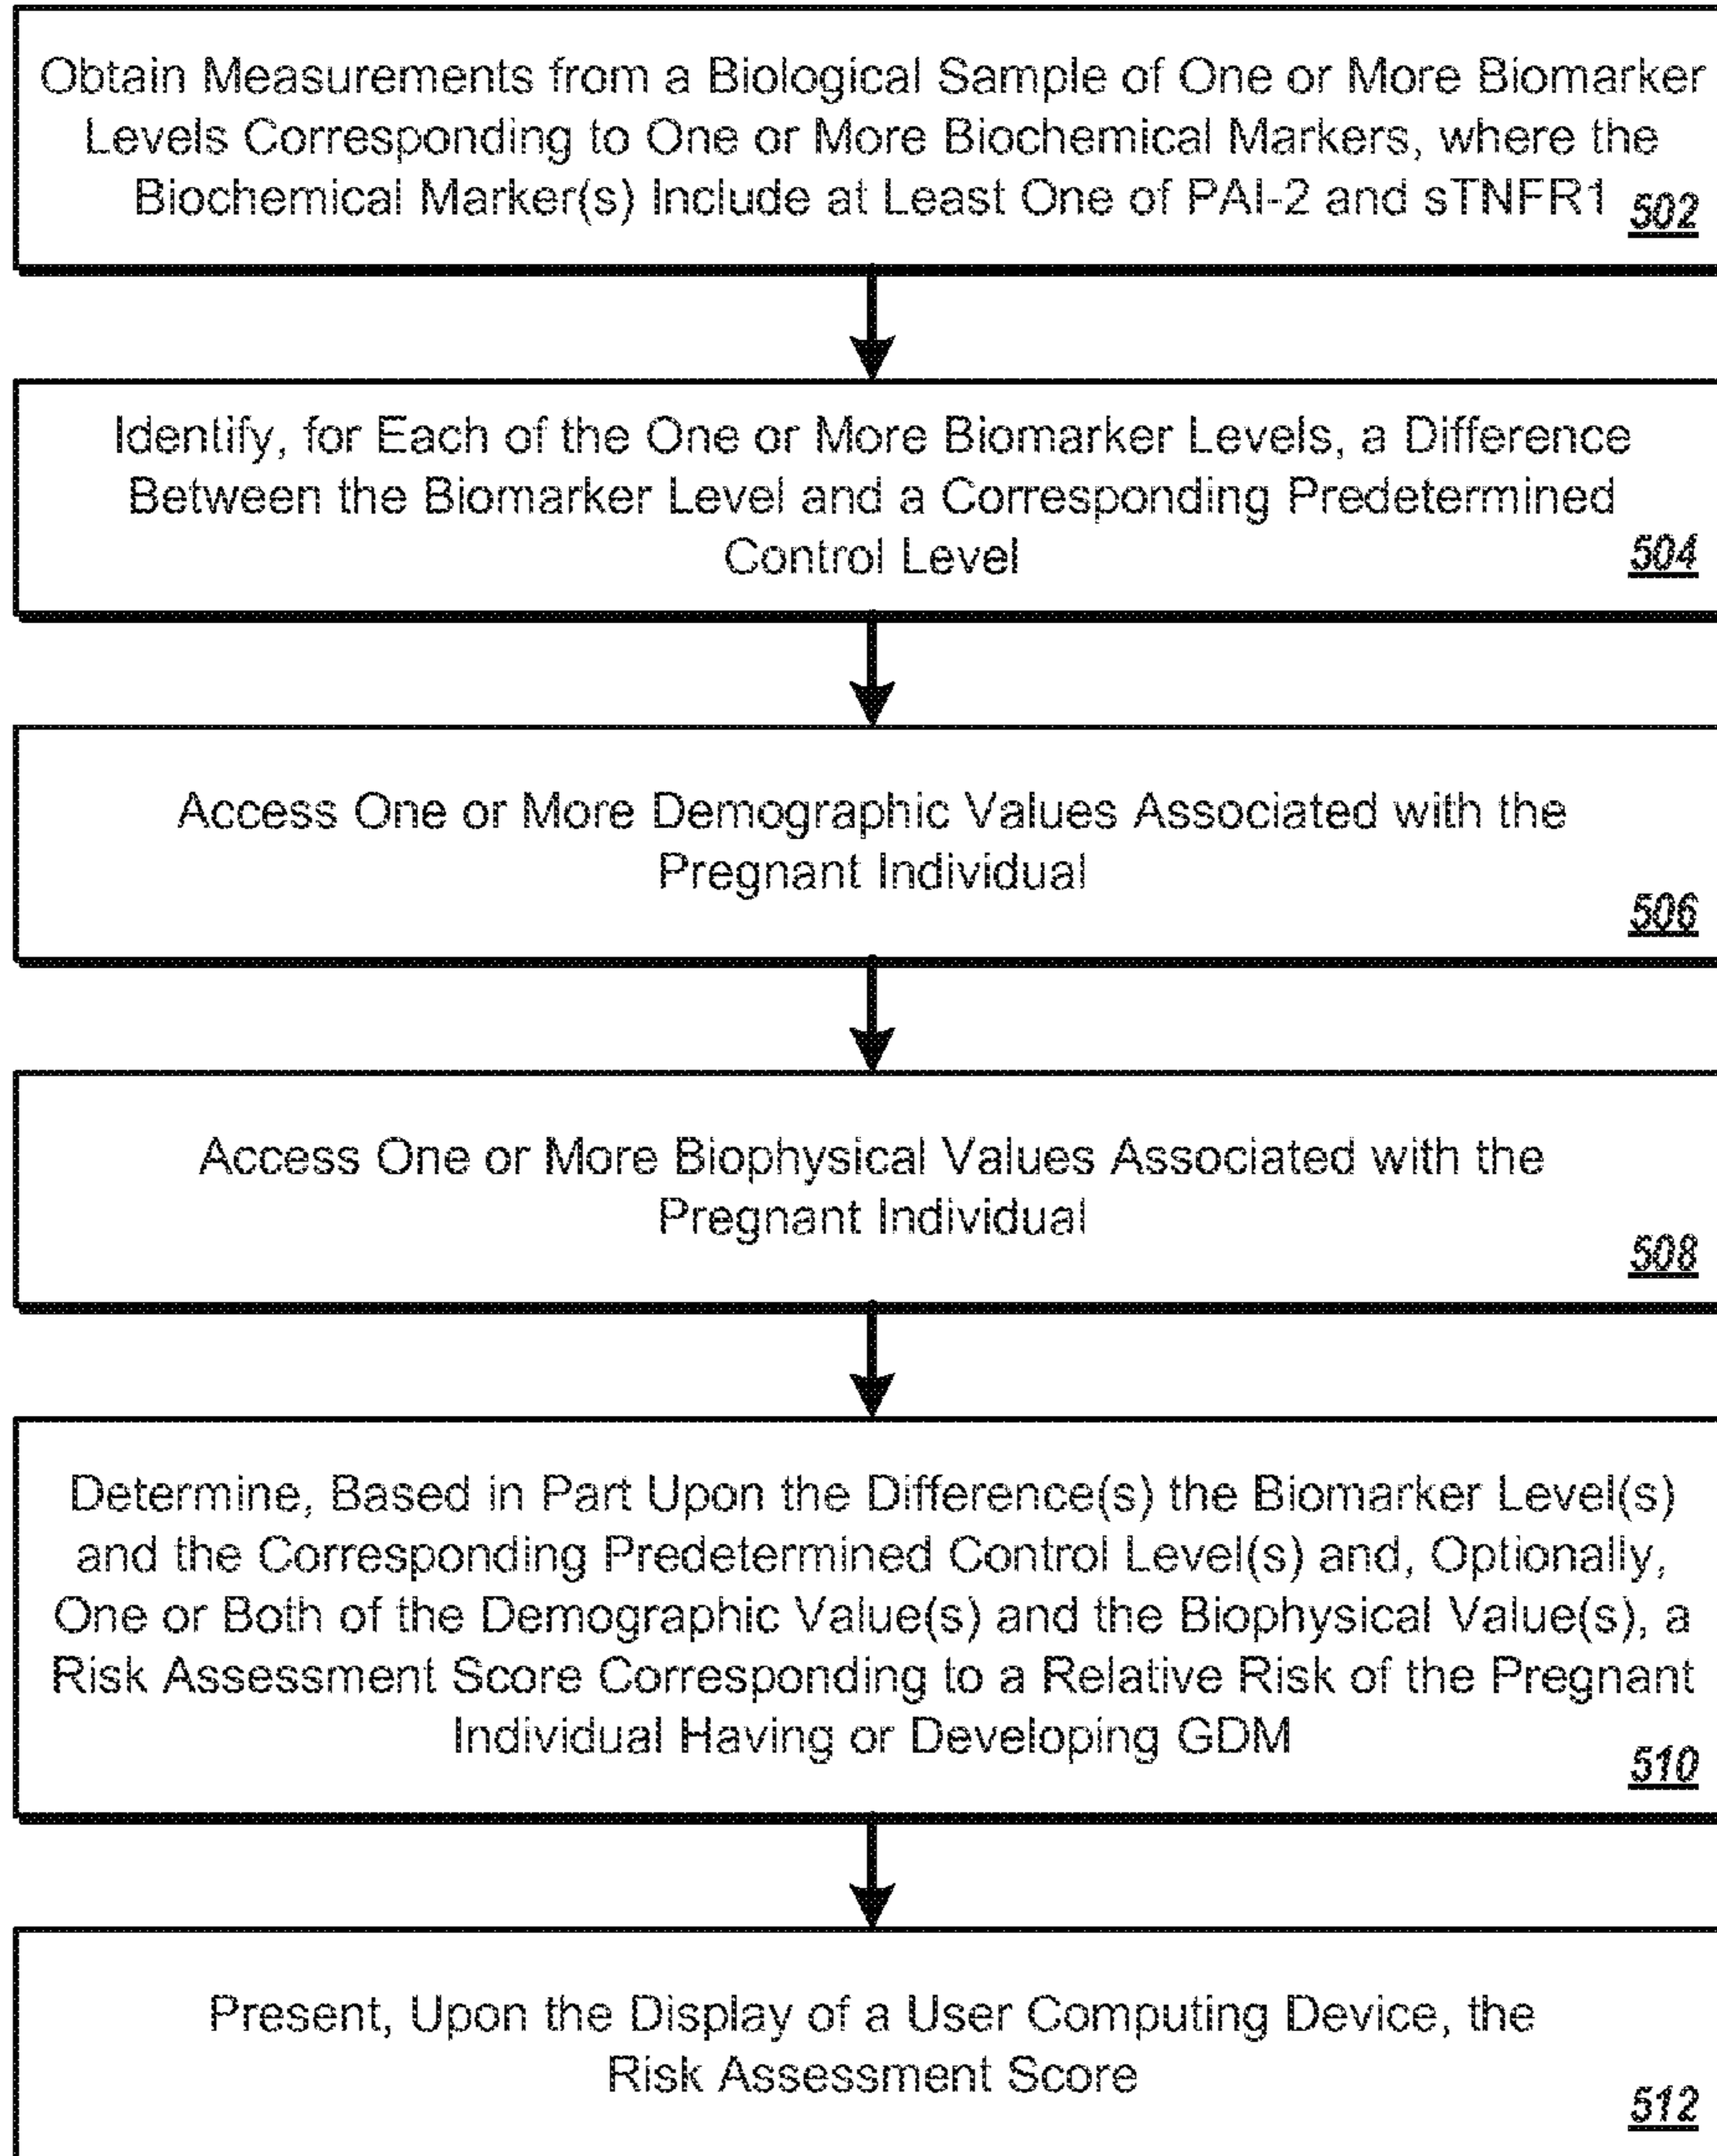 Obtain Measurements from a Biological Sample of One or More Biomarker
Levels Corresponding to One or More Biochemical Markers, where the
Biochemical Marker(s) Include at Least One of PAI-2 and sTNFR1 502
Identify, for Each of the One or More Biomarker Levels, a Difference
Between the Biomarker Level and a Corresponding Predetermined
Control Level 504
Access One or More Demographic Values Associated with the
Pregnant Individual
506
Access One or More Biophysical Values Associated with the
Pregnant Individual
508
Determine, Based in Part Upon the Difference(s) the Biomarker Level(s)
and the Corresponding Predetermined Control Level(s) and, Optionally,
One or Both of the Demographic Value(s) and the Biophysical Value(s), a
Risk Assessment Score Corresponding to a Relative Risk of the Pregnant
Individual Having or Developing GDM
510
Present, Upon the Display of a User Computing Device, the
Risk Assessment Score
512